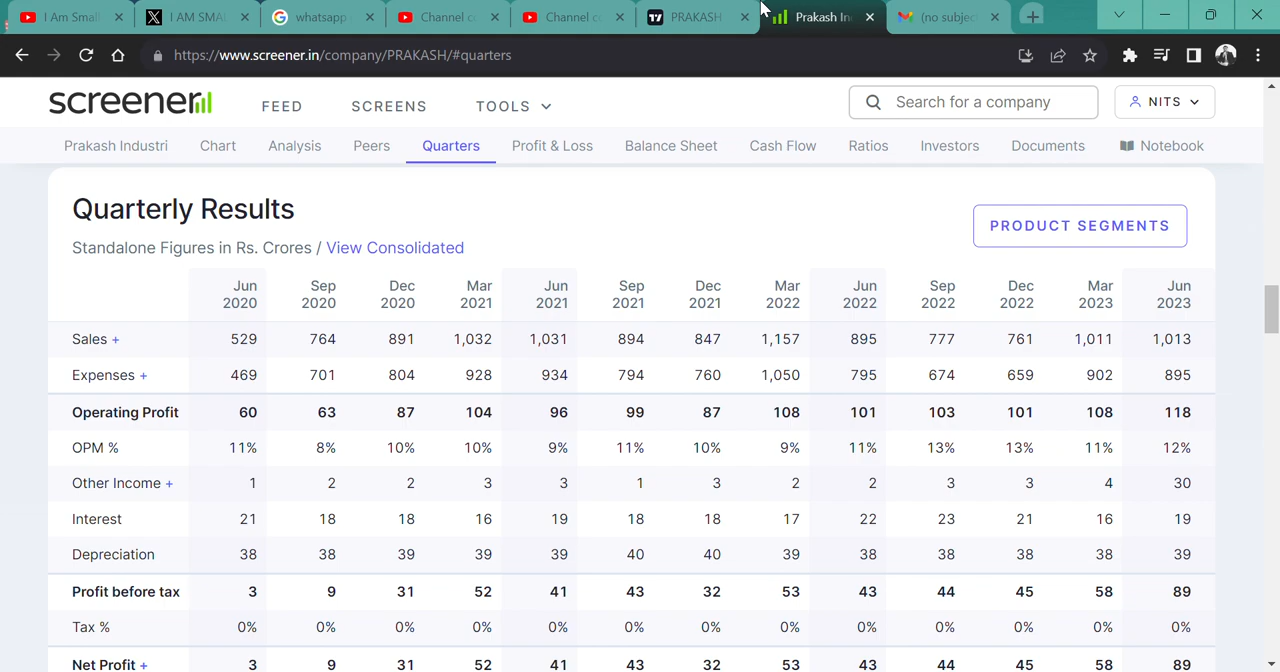 I Am Small
I AM SMAL
whatsapp
Channel co
Channel co
PRAKASH
Prakash Ind
(no subjec
https://www.screener.in/company/PRAKASH/#quarters
screener
FEED
SCREENS
TOOLS
Search for a company
NITS
Prakash Industri
Chart
Analysis
Peers
Quarters
Profit & Loss
Balance Sheet
Cash Flow
Ratios
Investors
Documents
Notebook
Quarterly Results
PRODUCT SEGMENTS
Standalone Figures in Rs. Crores / View Consolidated
Jun Sep Dec Mar Jun Sep Dec Mar Jun Sep Dec Mar Jun
2020 2020 2020 2021 2021 2021 2021 2022 2022 2022 2022 2023 2023
Sales + 529 764 891 1,032 1,031 894 847 1,157 895 777 761 1,011 1,013
Expenses + 469 701 804 928 934 794 760 1,050 795 674 659 902 895
Operating Profit 60 63 87 104 96 99 87 108 101 103 101 108 118
OPM % 11% 8% 10% 10% 9% 11% 10% 9% 11% 13% 13% 11% 12%
Other Income + 1 2 2 3 3 1 3 2 2 3 3 4 30
Interest 21 18 18 16 19 18 18 17 22 23 21 16 19
Depreciation 38 38 39 39 39 40 40 39 38 38 38 38 39
Profit before tax 3 9 31 52 41 43 32 53 43 44 45 58 89
Tax % 0% 0% 0% 0% 0% 0% 0% 0% 0% 0% 0% 0% 0%
Net Profit + 3 9 31 52 41 43 32 53 43 44 45 58 89